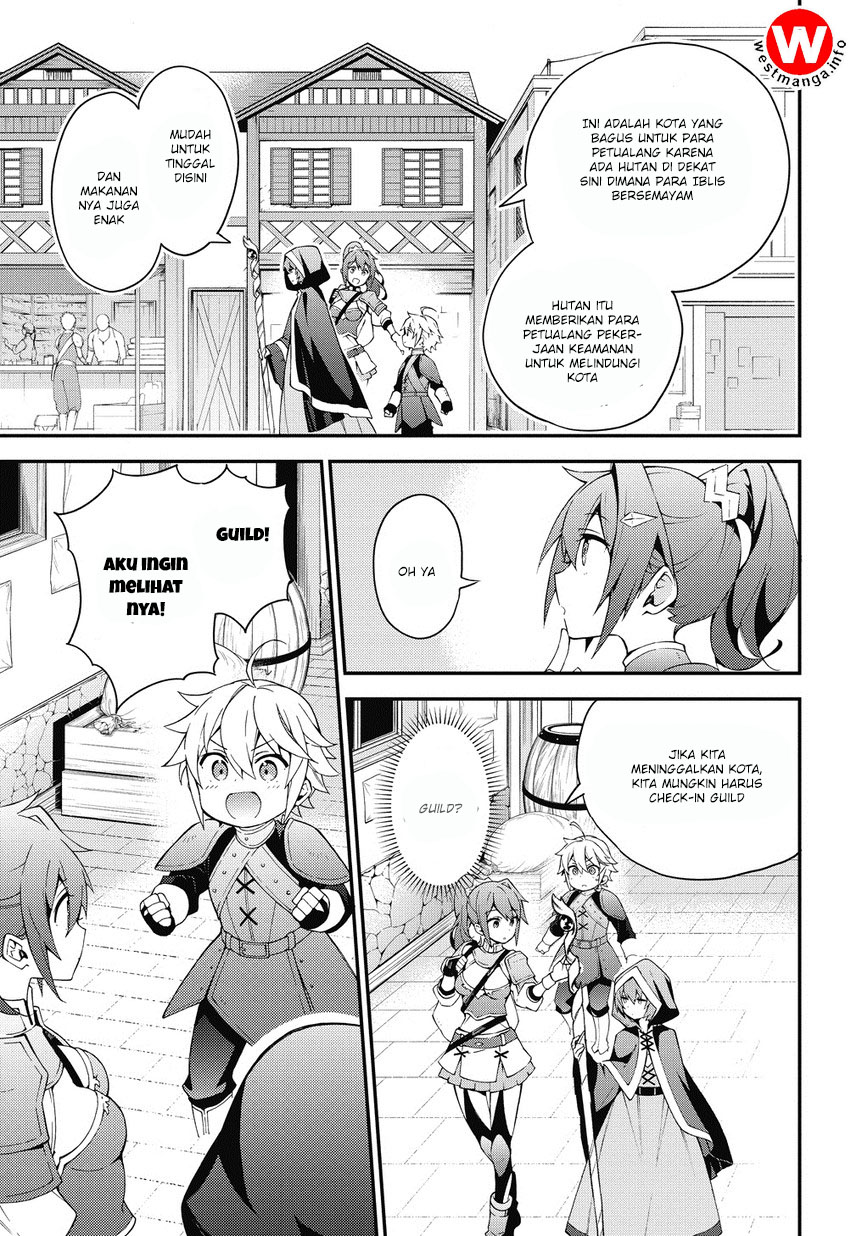 W
westmanga.info
INI ADALAH KOTA YANG
BAGUS UNTUK PARA
PETUALANG KARENA
ADA HUTAN DI DEKAT
SINI DIMANA PARA IBLIS
BERSEMAYAM
HUTAN ITU
MEMBERIKAN PARA
PETUALANG PEKER-
JAAN KEAMANAN
UNTUK MELINDUNGI
KOTA
MUDAH
UNTUK
TINGGAL
DISINI
DAN
MAKANAN
NYA JUGA
ENAK
OH YA
GUILD!
AKU INGIN
MELIHAT
NYA!
JIKA KITA
MENINGGALKAN KOTA,
KITA MUNGKIN HARUS
CHECK-IN GUILD
GUILD?